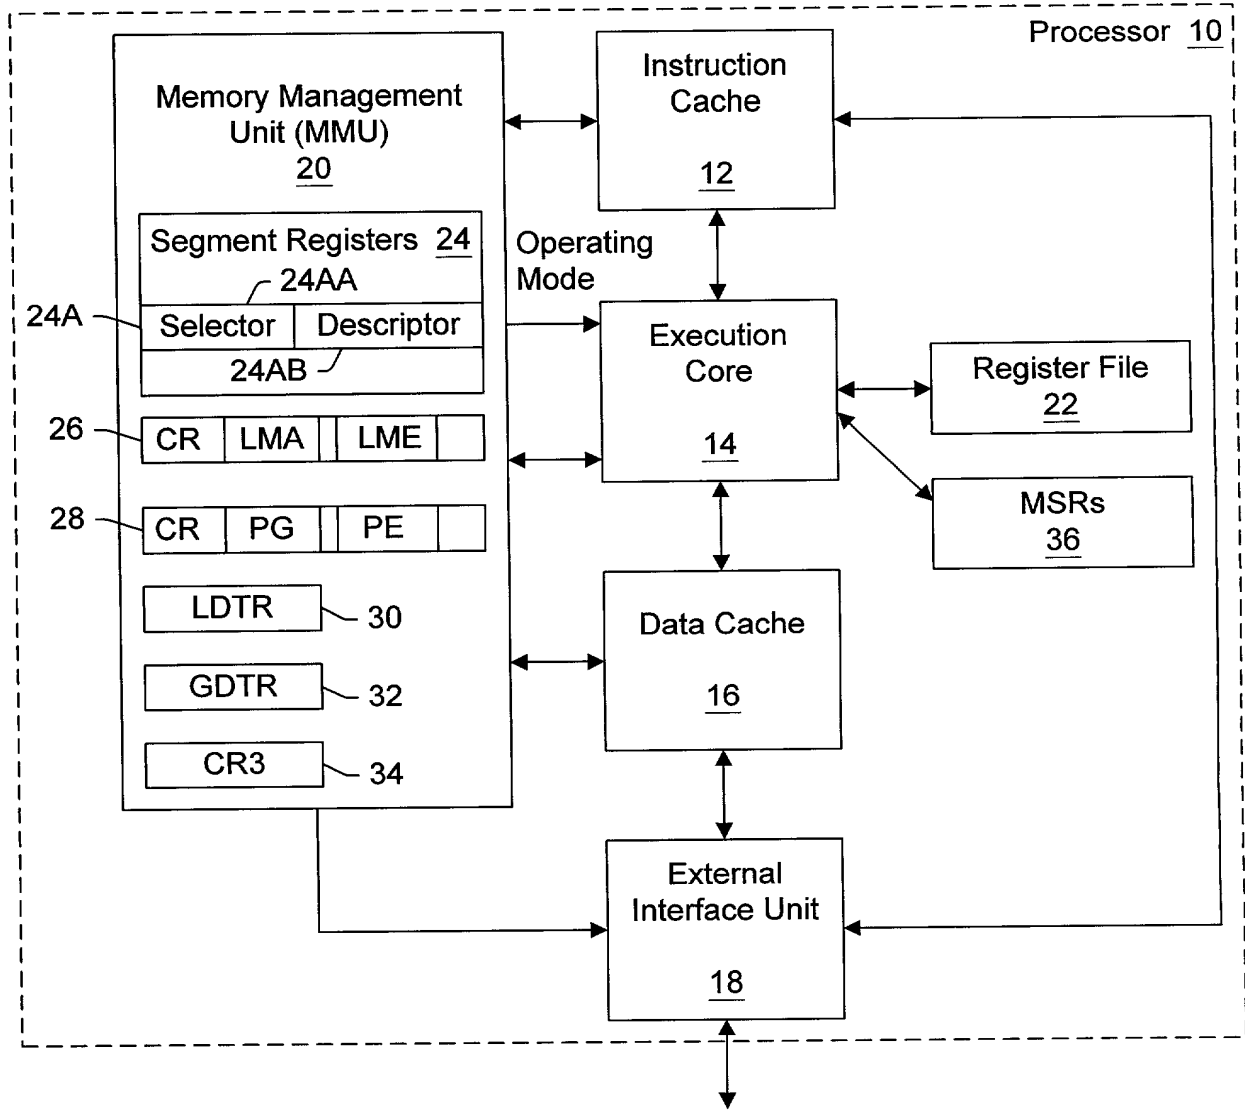 Processor 10
Memory Management
Unit (MMU)
20
Segment Registers 24
24AA
24A
Selector
Descriptor
24AB
26
CR
LMA
LME
28
CR
PG
PE
LDTR
30
GDTR
32
CR3
34
Instruction
Cache
12
Operating
Mode
Execution
Core
14
Register File
22
MSRs
36
Data Cache
16
External
Interface Unit
18